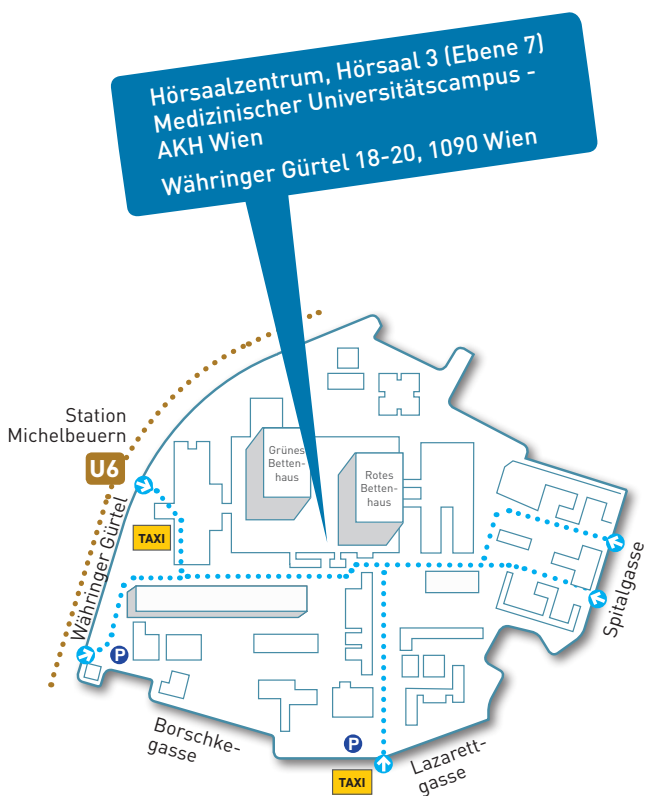 Hörsaalzentrum, Hörsaal 3 (Ebene 7)
Medizinischer Universitätscampus -
AKH Wien
Währinger Gürtel 18-20, 1090 Wien
Station
Michelbeuern
U6
Grünes
Betten-
haus
Rotes
Betten-
haus
TAXI
Währinger Gürtel
Spitalgasse
P
Borschke-
gasse
P
Lazarett-
gasse
TAXI